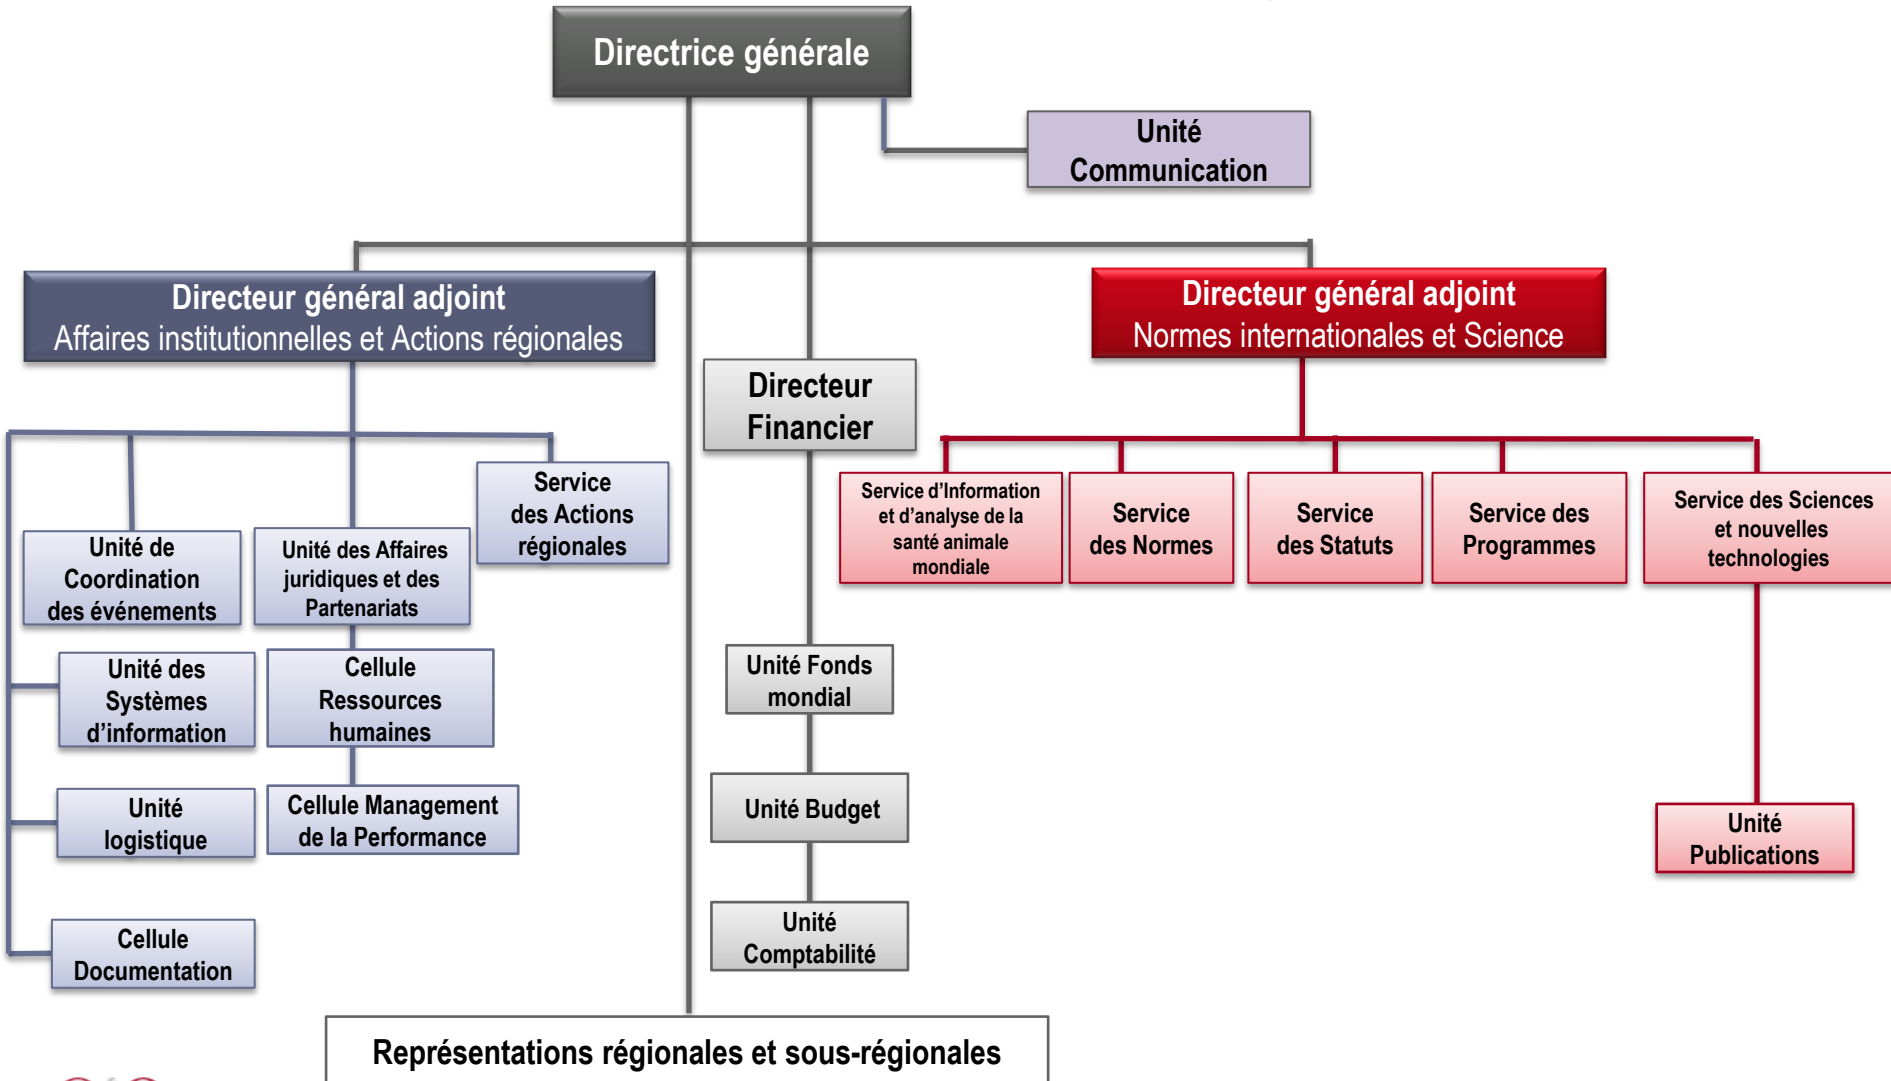 Directrice générale
Unité
Communication
Directeur général adjoint
Affaires institutionnelles et Actions régionales
Directeur général adjoint
Normes internationales et Science
Directeur
Financier
Service
des Actions
régionales
Unité de
Coordination
des événements
Unité des Affaires
juridiques et des
Partenariats
Service d’Information
et d’analyse de la
santé animale
mondiale
Service
des Normes
Service
des Statuts
Service des
Programmes
Service des Sciences
et nouvelles
technologies
Unité des
Systèmes
d’information
Cellule
Ressources
humaines
Unité Fonds
mondial
Unité
logistique
Cellule Management
de la Performance
Unité Budget
Unité
Publications
Cellule
Documentation
Unité
Comptabilité
Représentations régionales et sous-régionales